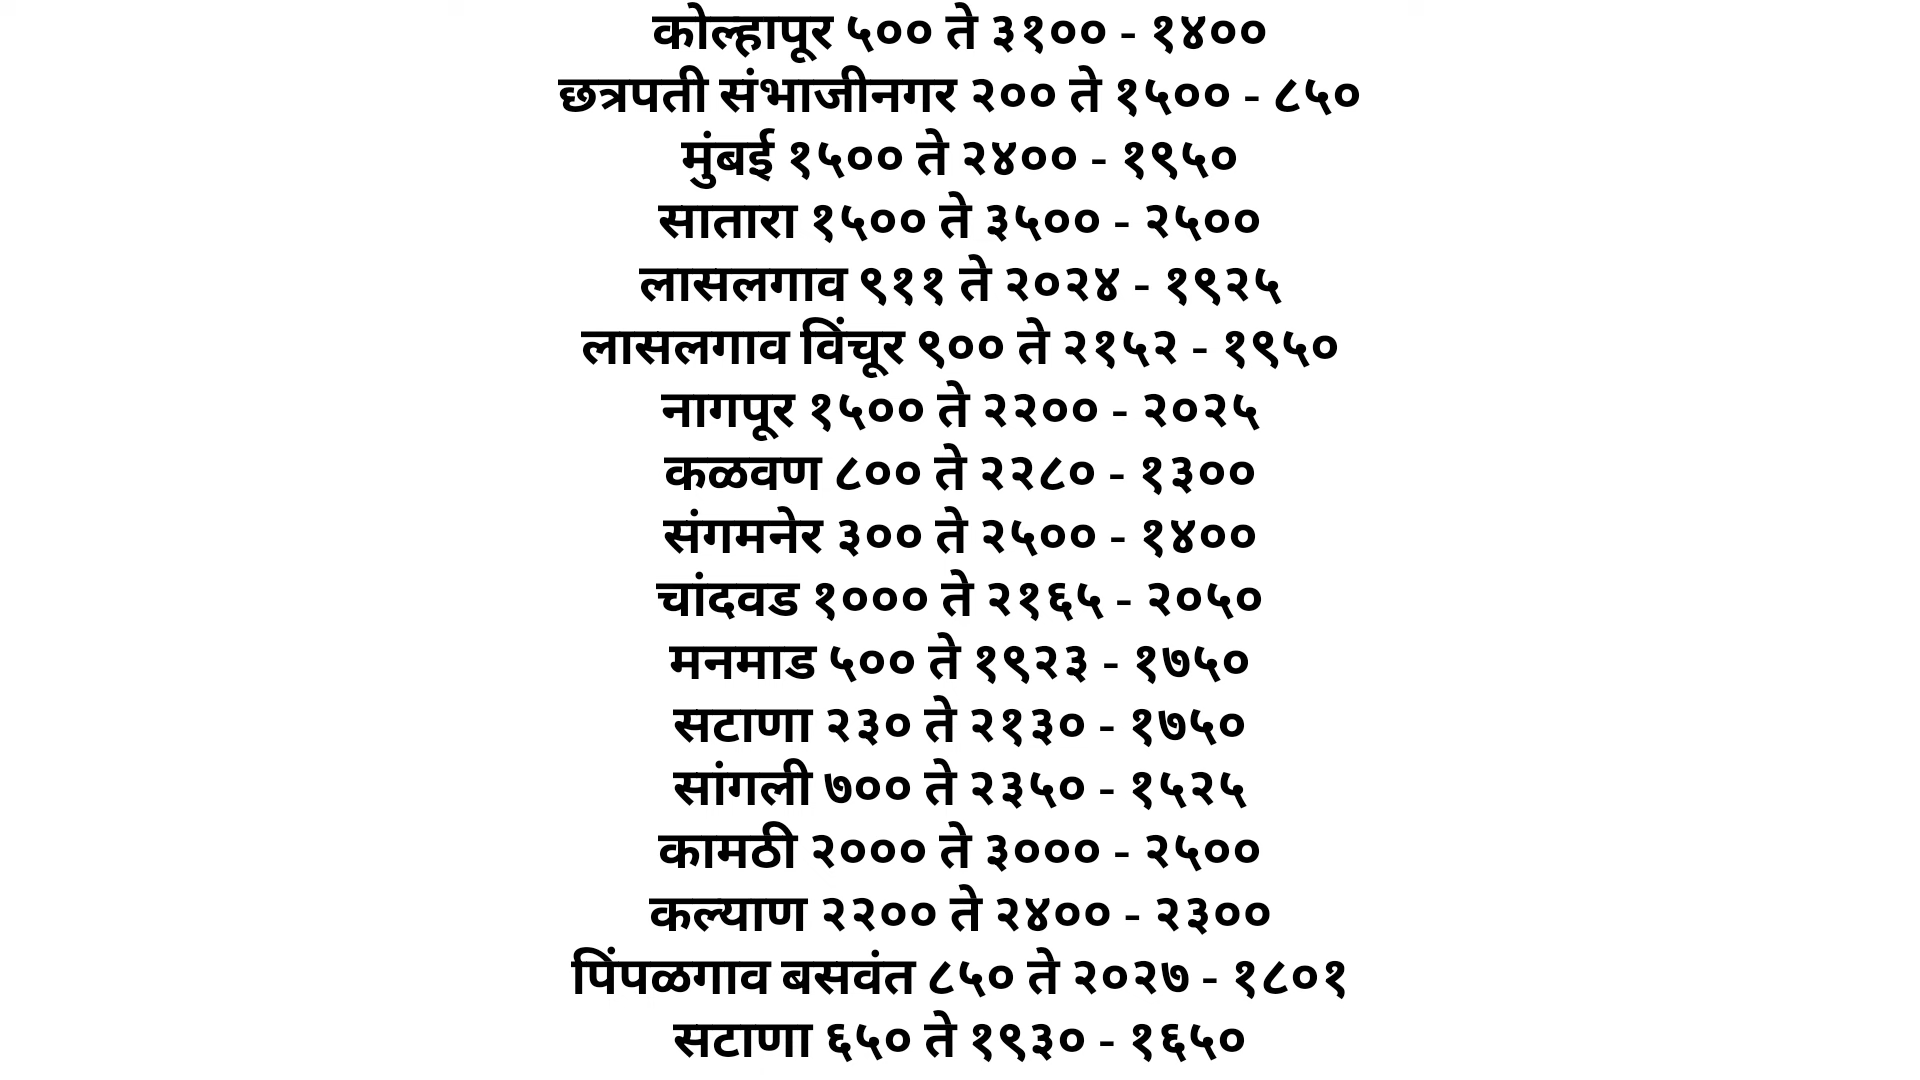 कोल्हापूर ५०० ते ३१०० - १४००
छत्रपती संभाजीनगर २०० ते १५०० - ८५०
मुंबई १५०० ते २४०० - १९५०
सातारा १५०० ते ३५०० - २५००
लासलगाव ९११ ते २०२४ - १९२५
लासलगाव विंचूर ९०० ते २१५२ - १९५०
नागपूर १५०० ते २२०० - २०२५
कळवण ८०० ते २२८० - १३००
संगमनेर ३०० ते २५०० - १४००
चांदवड १००० ते २१६५ - २०५०
मनमाड ५०० ते १९२३ - १७५०
सटाणा २३० ते २१३० - १७५०
सांगली ७०० ते २३५० - १५२५
कामठी २००० ते ३००० - २५००
कल्याण २२०० ते २४०० - २३००
पिंपळगाव बसवंत ८५० ते २०२७ - १८०१
सटाणा ६५० ते १९३० - १६५०